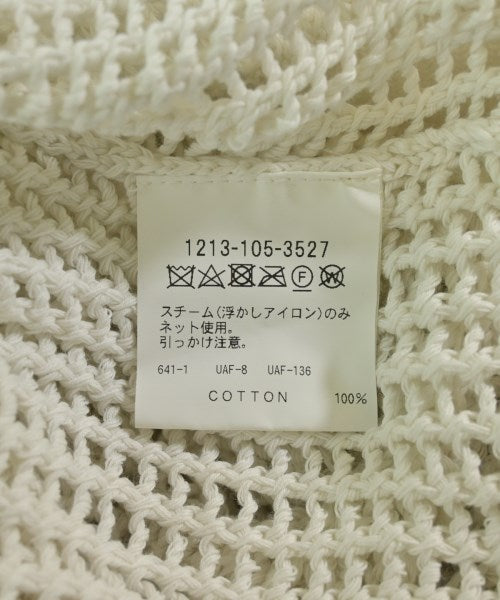 1213-105-3527
F W
スチーム(浮かしアイロン)のみ
ネット使用。
引っかけ注意。
641-1 UAF-8 UAF-136
COTTON 100%